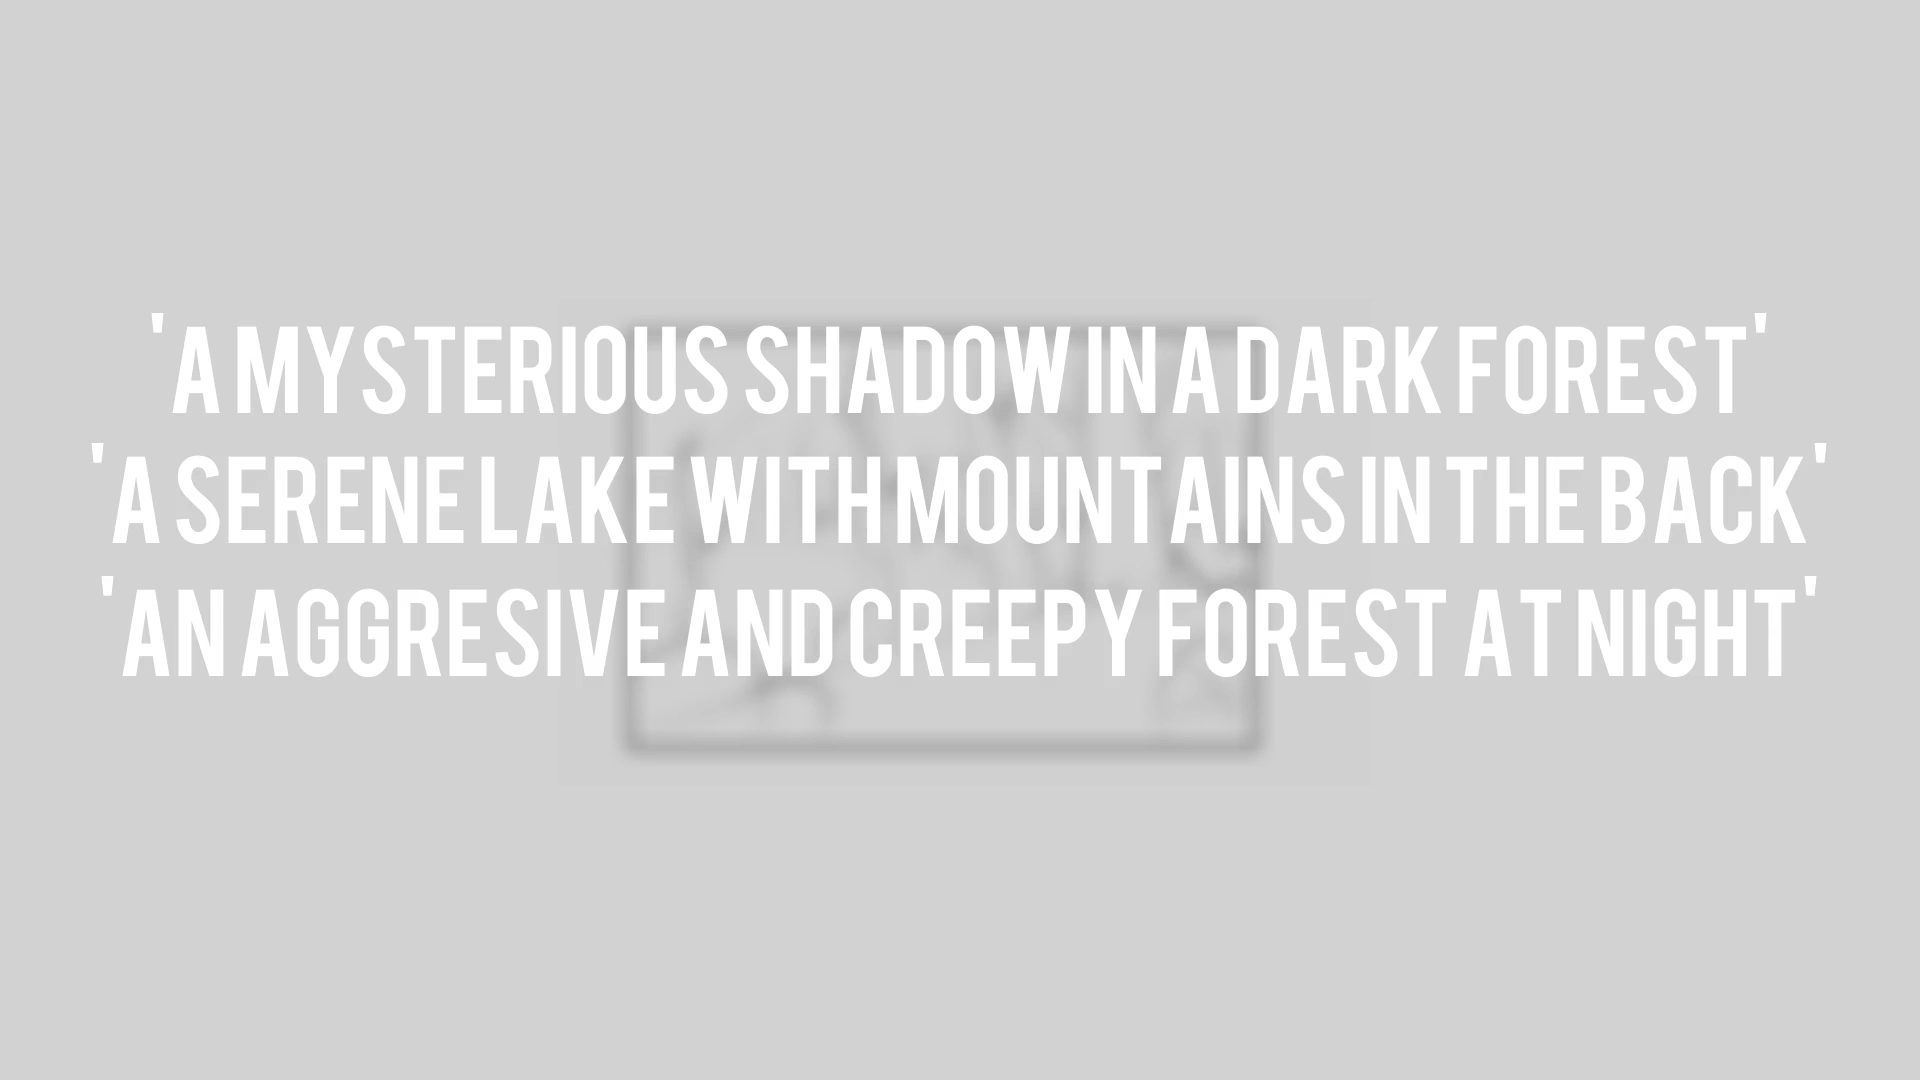 'A MYSTERIOUS SHADOW IN A DARK FOREST'
'A SERENE LAKE WITH MOUNTAINS IN THE BACK'
'AN AGGRESIVE AND CREEPY FOREST AT NIGHT'